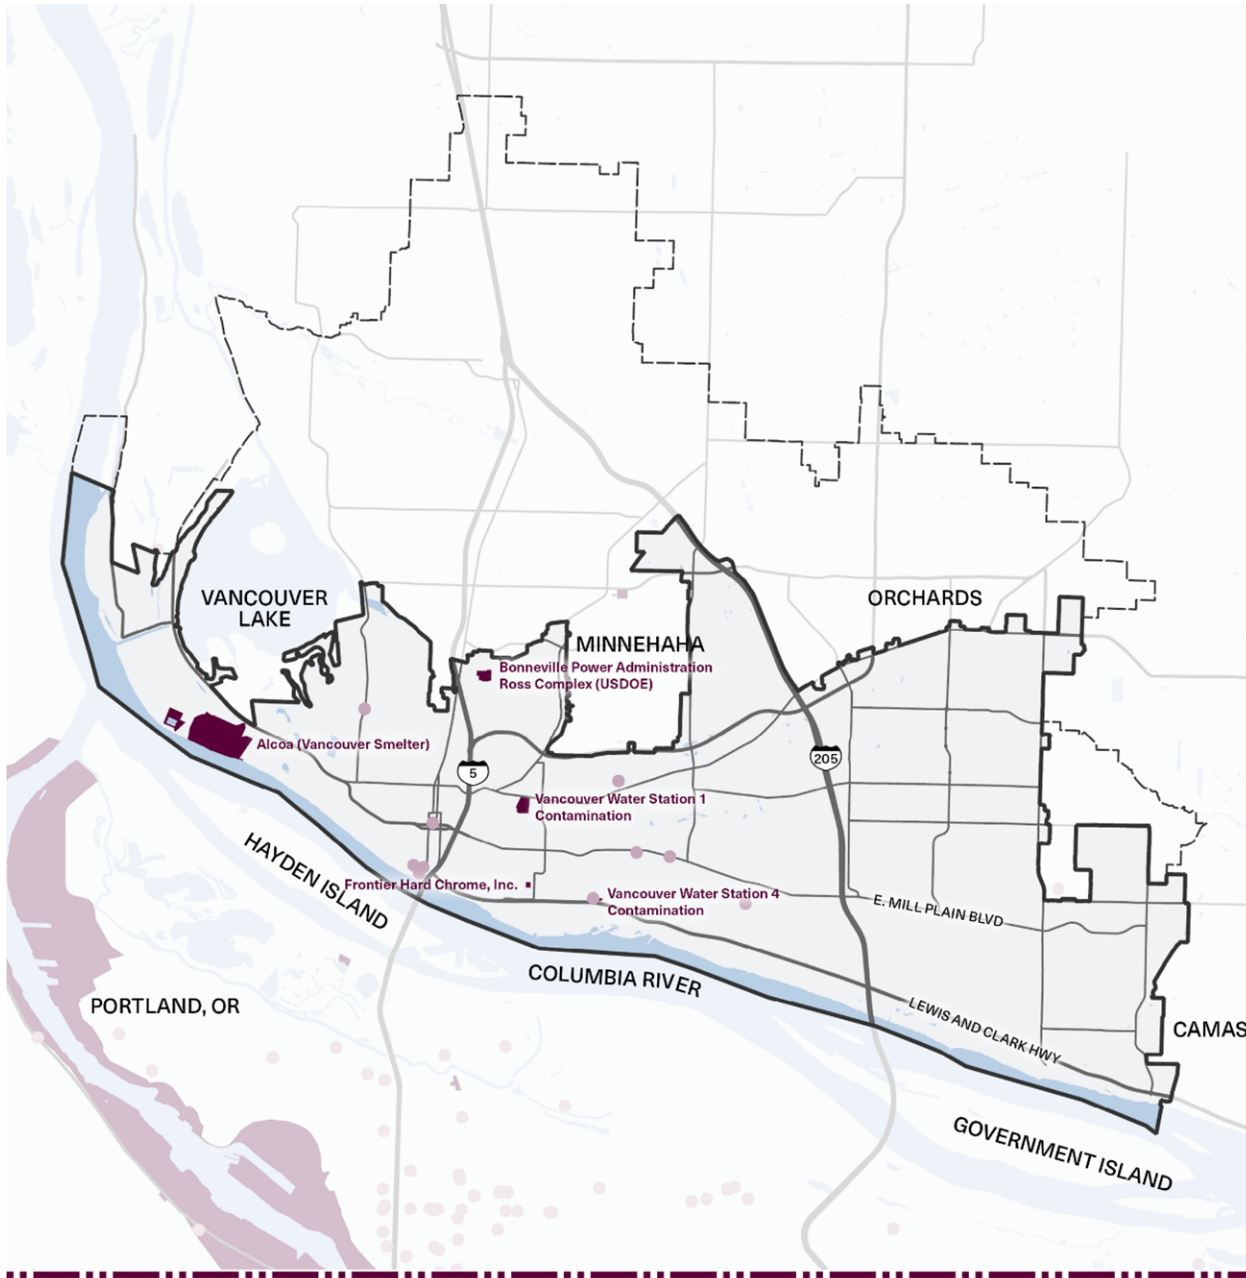 VANCOUVER
LAKE
ORCHARDS
MINNEHAHA
Bonneville Power Administration
Ross Complex (USDOE)
Alcoa (Vancouver Smelter)
5
205
Vancouver Water Station 1
Contamination
HAYDEN ISLAND
Frontier Hard Chrome, Inc.
Vancouver Water Station 4
Contamination
E. MILL PLAIN BLVD
COLUMBIA RIVER
PORTLAND, OR
LEWIS AND CLARK HWY
CAMAS
GOVERNMENT ISLAND